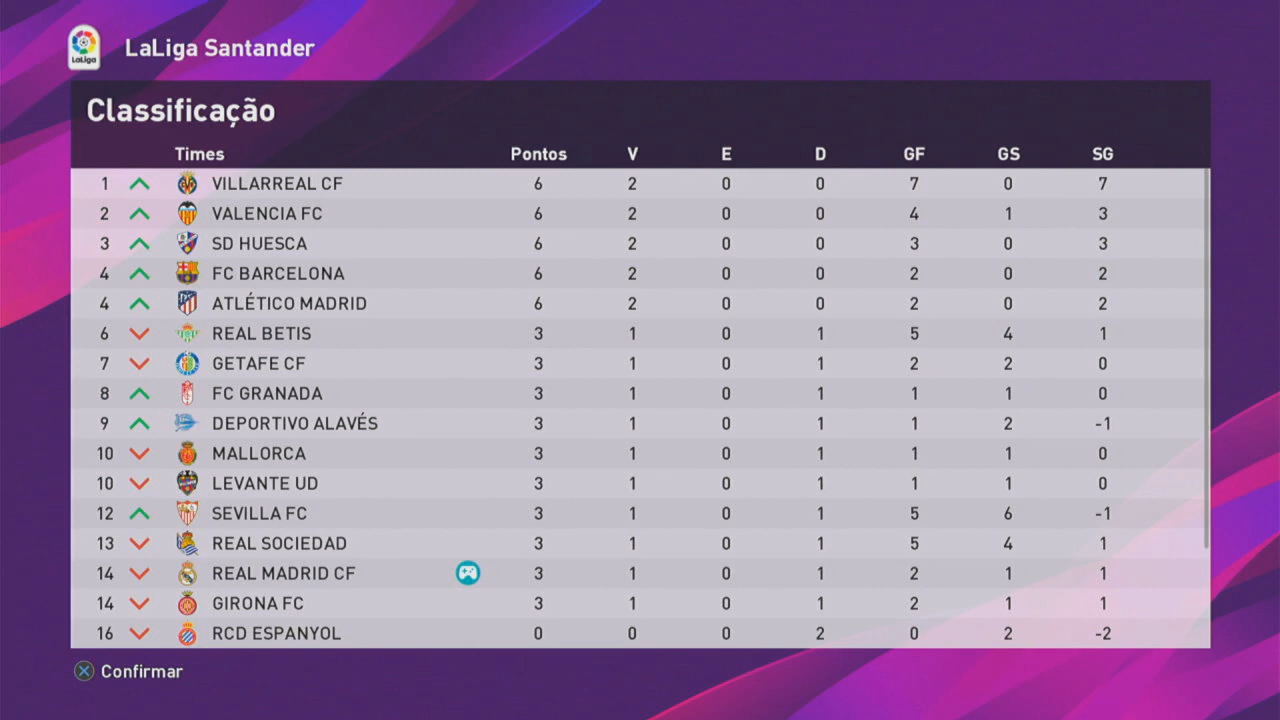 LaLiga
LaLiga Santander
Classificação
Times Pontos V E D GF GS SG
1 VILLARREAL CF 6 2 0 0 7 0 7
2 VALENCIA FC 6 2 0 0 4 1 3
3 SD HUESCA 6 2 0 0 3 0 3
4 FC BARCELONA 6 2 0 0 2 0 2
4 ATLÉTICO MADRID 6 2 0 0 2 0 2
6 REAL BETIS 3 1 0 1 5 4 1
7 GETAFE CF 3 1 0 1 2 2 0
8 FC GRANADA 3 1 0 1 1 1 0
9 DEPORTIVO ALAVÉS 3 1 0 1 1 2 -1
10 MALLORCA 3 1 0 1 1 1 0
10 LEVANTE UD 3 1 0 1 1 1 0
12 SEVILLA FC 3 1 0 1 5 6 -1
13 REAL SOCIEDAD 3 1 0 1 5 4 1
14 REAL MADRID CF 3 1 0 1 2 1 1
14 GIRONA FC 3 1 0 1 2 1 1
16 RCD ESPANYOL 0 0 0 2 0 2 -2
Confirmar